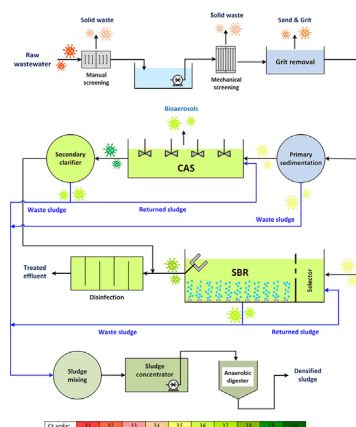 Solid waste
Solid waste
Sand & Grit
Raw
wastewater
Manual
screening
Mechanical
screening
Grit removal
Bioaerosols
Secondary
clarifier
CAS
Primary
sedimentation
Waste sludge
Returned sludge
Waste sludge
Treated
effluent
Disinfection
SBR
Selector
Waste sludge
Returned sludge
Sludge
mixing
Sludge
concentrator
Anaerobic
digester
Densified
sludge